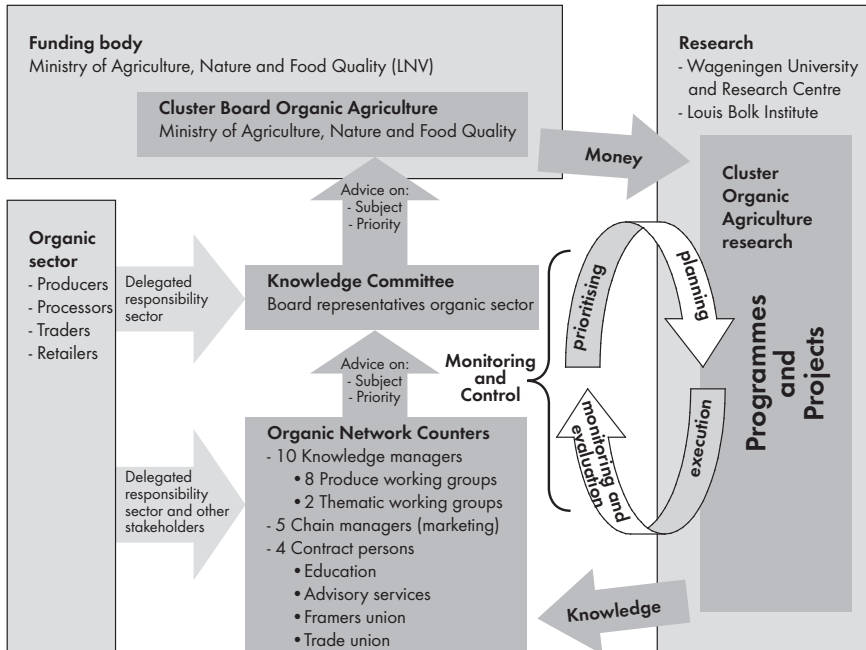 Funding body
Ministry of Agriculture, Nature and Food Quality (LNV)
Cluster Board Organic Agriculture
Ministry of Agriculture, Nature and Food Quality
Money
Research
- Wageningen University
and Research Centre
- Louis Bolk Institute
Cluster
Organic
Agriculture
research
Programmes
and
Projects
Advice on:
- Subject
- Priority
Organic
sector
- Producers
- Processors
- Traders
- Retailers
Delegated
responsibility
sector
Knowledge Committee
Board representatives organic sector
Advice on:
- Subject
- Priority
Monitoring
and
Control
prioritising
planning
execution
monitoring and
evaluation
Delegated
responsibility
sector and other
stakeholders
Organic Network Counters
- 10 Knowledge managers
• 8 Produce working groups
• 2 Thematic working groups
- 5 Chain managers (marketing)
- 4 Contract persons
• Education
• Advisory services
• Framers union
• Trade union
Knowledge